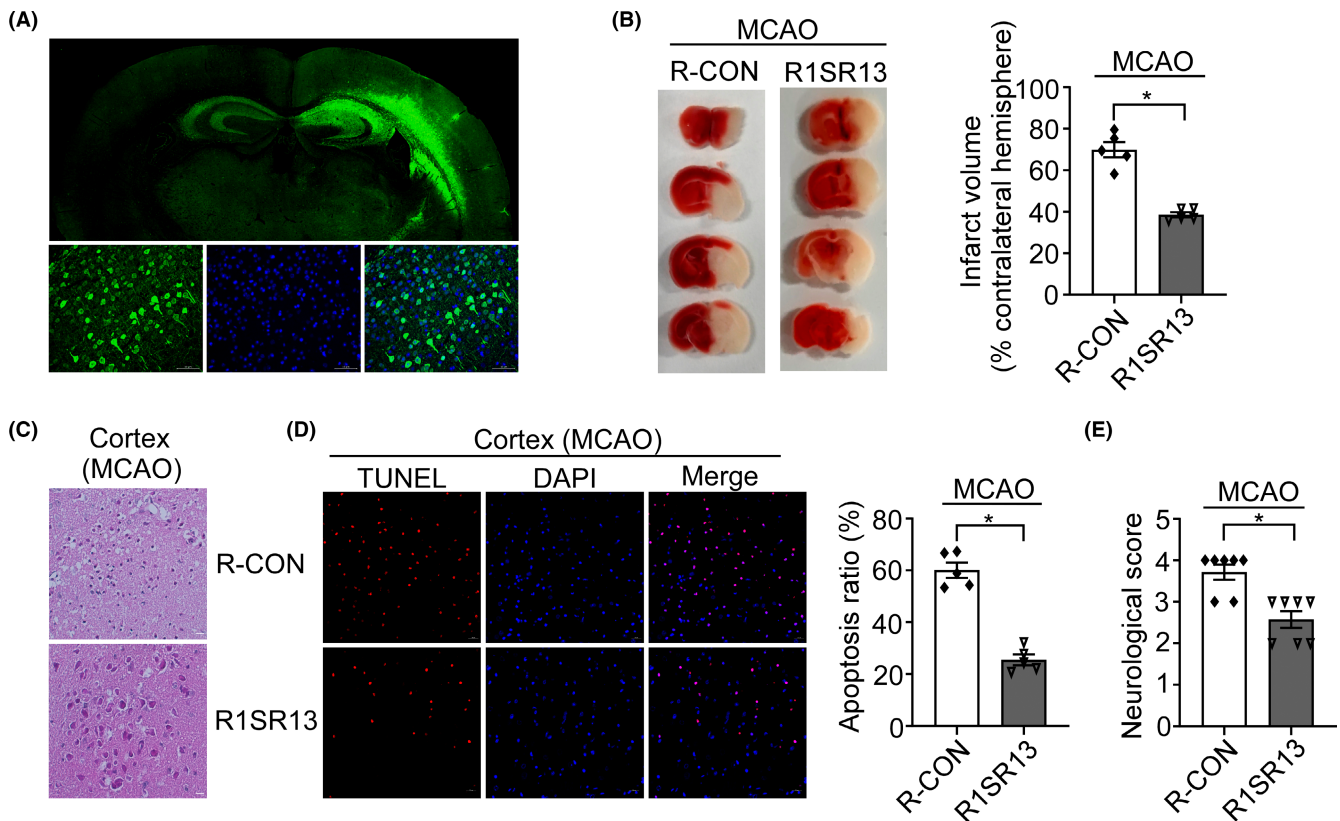 (A)
(B)
MCAO
R-CON
R1SR13
MCAO
*
Infarct volume
(% contralateral hemisphere)
100
80
60
40
20
0
R-CON
R1SR13
(C)
Cortex
(MCAO)
(D)
Cortex (MCAO)
TUNEL
DAPI
Merge
R-CON
R1SR13
MCAO
*
Apoptosis ratio (%)
80
60
40
20
0
R-CON
R1SR13
(E)
MCAO
*
Neurological score
5
4
3
2
1
0
R-CON
R1SR13